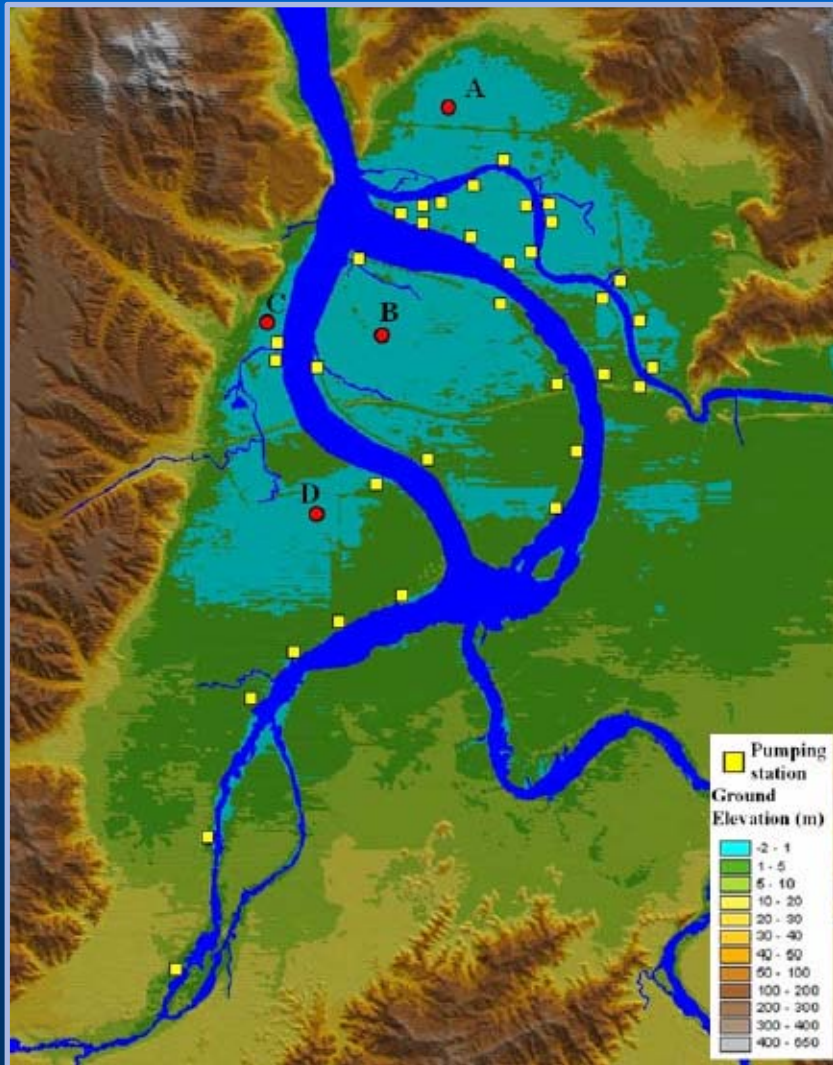 A
C
B
D
Pumping
station
Ground
Elevation (m)
-2 - 1
1 - 5
5 - 10
10 - 20
20 - 30
30 - 40
40 - 50
50 - 100
100 - 200
200 - 300
300 - 400
400 - 650